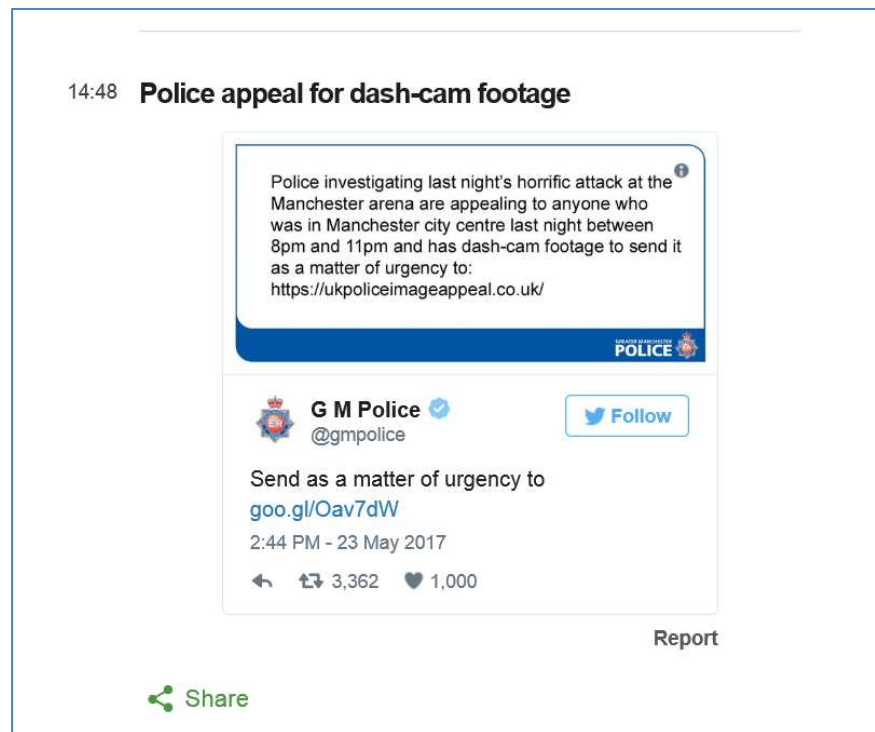 14:48 Police appeal for dash-cam footage
Police investigating last night's horrific attack at the
Manchester arena are appealing to anyone who
was in Manchester city centre last night between
8pm and 11pm and has dash-cam footage to send it
as a matter of urgency to:
https://ukpoliceimageappeal.co.uk/
GREATER MANCHESTER
POLICE
G M Police
@gmpolice
Follow
Send as a matter of urgency to
goo.gl/Oav7dW
2:44 PM - 23 May 2017
3,362 1,000
Report
Share